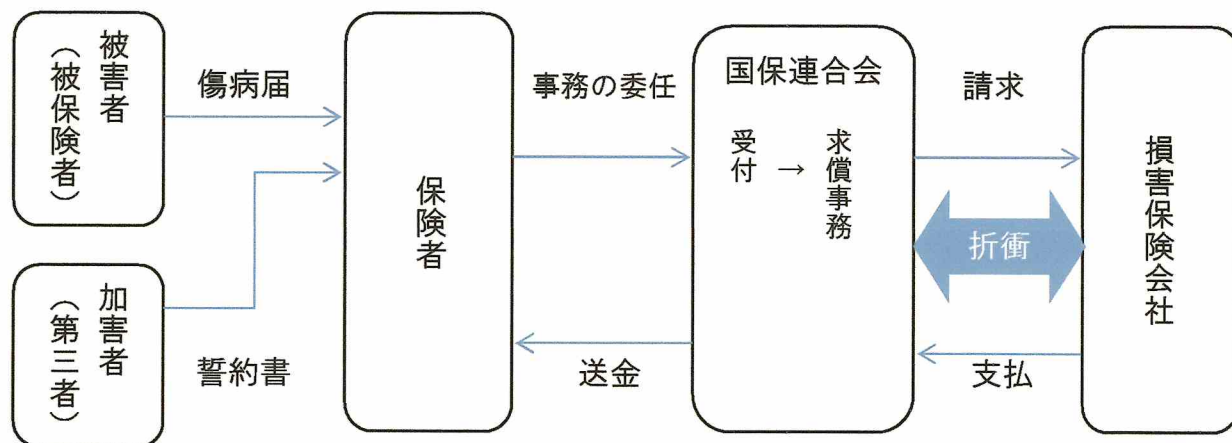 被害者
（被保険者）
傷病届
加害者
（第三者）
誓約書
保険者
事務の委任
送金
国保連合会
受付
→
求償事務
請求
折衝
支払
損害保険会社